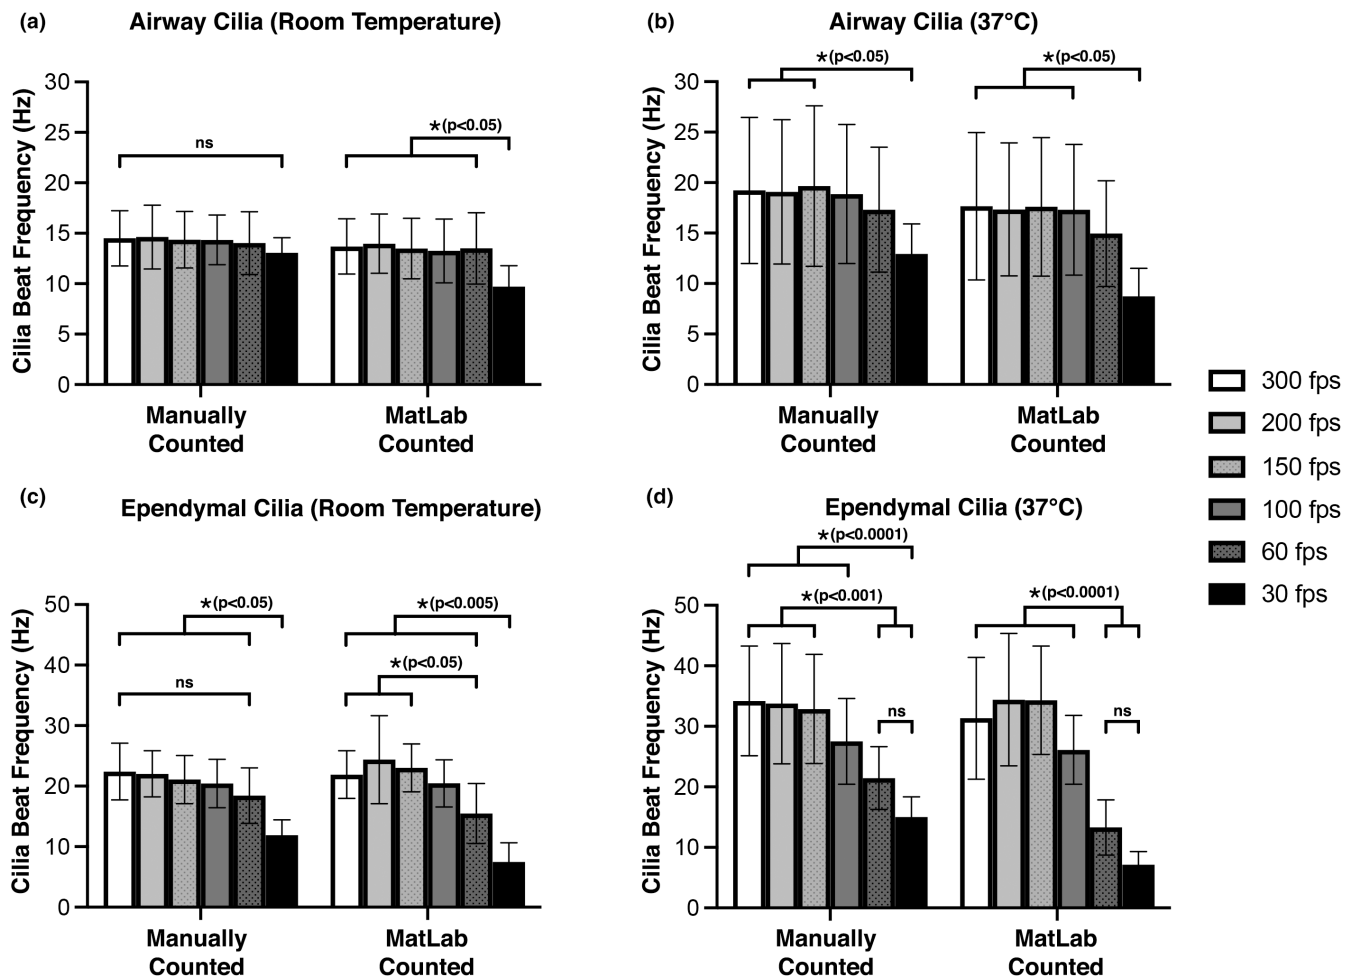 (a) Airway Cilia (Room Temperature)
Cilia Beat Frequency (Hz)
30
25
20
15
10
5
0
ns
*(p<0.05)
Manually Counted
MatLab Counted
(b) Airway Cilia (37°C)
Cilia Beat Frequency (Hz)
30
25
20
15
10
5
0
*(p<0.05)
*(p<0.05)
Manually Counted
MatLab Counted
300 fps
200 fps
150 fps
100 fps
60 fps
30 fps
(c) Ependymal Cilia (Room Temperature)
Cilia Beat Frequency (Hz)
50
40
30
20
10
0
*(p<0.05)
ns
*(p<0.005)
*(p<0.05)
Manually Counted
MatLab Counted
(d) Ependymal Cilia (37°C)
Cilia Beat Frequency (Hz)
50
40
30
20
10
0
*(p<0.0001)
*(p<0.001)
ns
*(p<0.0001)
ns
Manually Counted
MatLab Counted